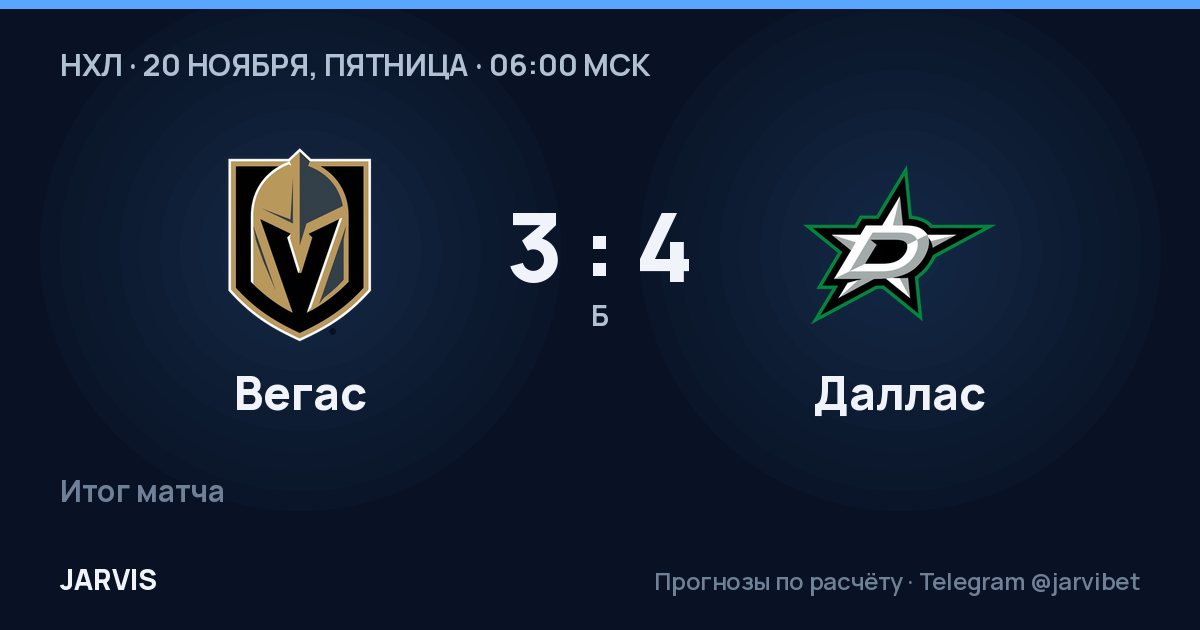 НХЛ · 20 НОЯБРЯ, ПЯТНИЦА · 06:00 МСК
3 : 4
Б
Вегас
Даллас
Итог матча
JARVIS
Прогнозы по расчёту · Telegram @jarvibet